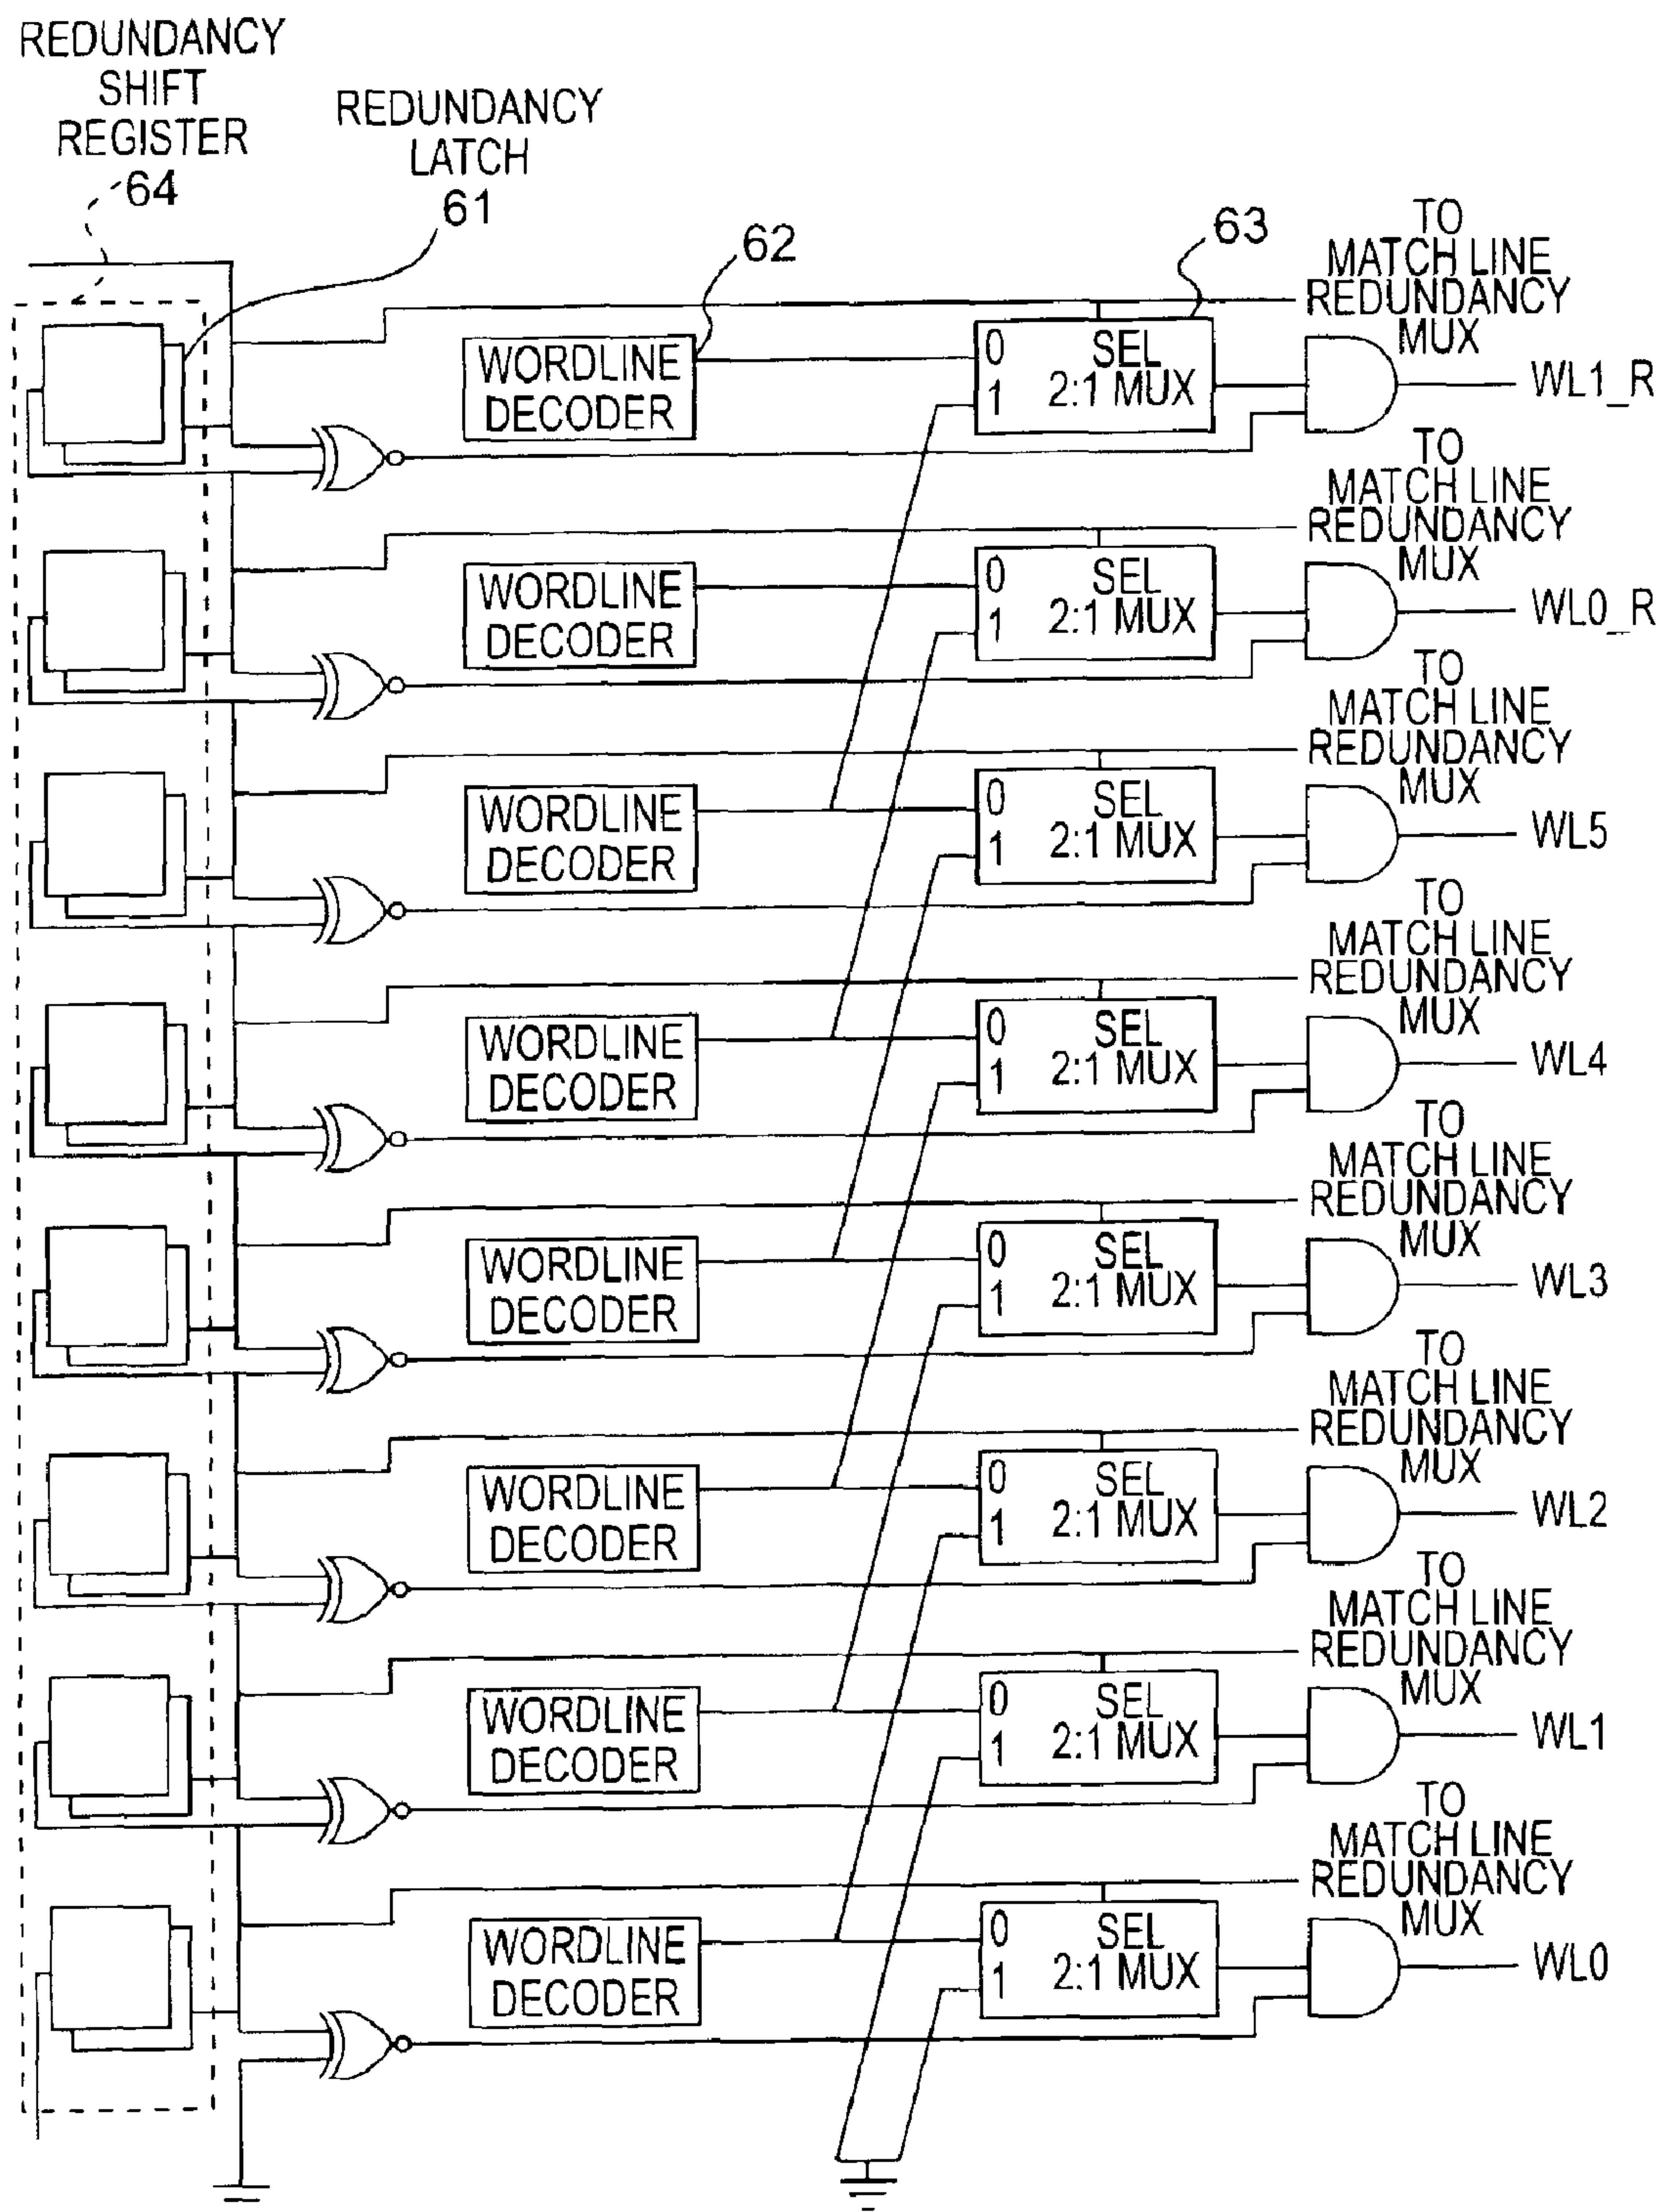 REDUNDANCY
SHIFT
REGISTER
64
REDUNDANCY
LATCH
61
62
63
TO
MATCH LINE
REDUNDANCY
MUX
WORDLINE
DECODER
0
1
SEL
2:1 MUX
WL1_R
TO
MATCH LINE
REDUNDANCY
MUX
WORDLINE
DECODER
0
1
SEL
2:1 MUX
WL0_R
TO
MATCH LINE
REDUNDANCY
MUX
WORDLINE
DECODER
0
1
SEL
2:1 MUX
WL5
TO
MATCH LINE
REDUNDANCY
MUX
WORDLINE
DECODER
0
1
SEL
2:1 MUX
WL4
TO
MATCH LINE
REDUNDANCY
MUX
WORDLINE
DECODER
0
1
SEL
2:1 MUX
WL3
TO
MATCH LINE
REDUNDANCY
MUX
WORDLINE
DECODER
0
1
SEL
2:1 MUX
WL2
TO
MATCH LINE
REDUNDANCY
MUX
WORDLINE
DECODER
0
1
SEL
2:1 MUX
WL1
TO
MATCH LINE
REDUNDANCY
MUX
WORDLINE
DECODER
0
1
SEL
2:1 MUX
WL0